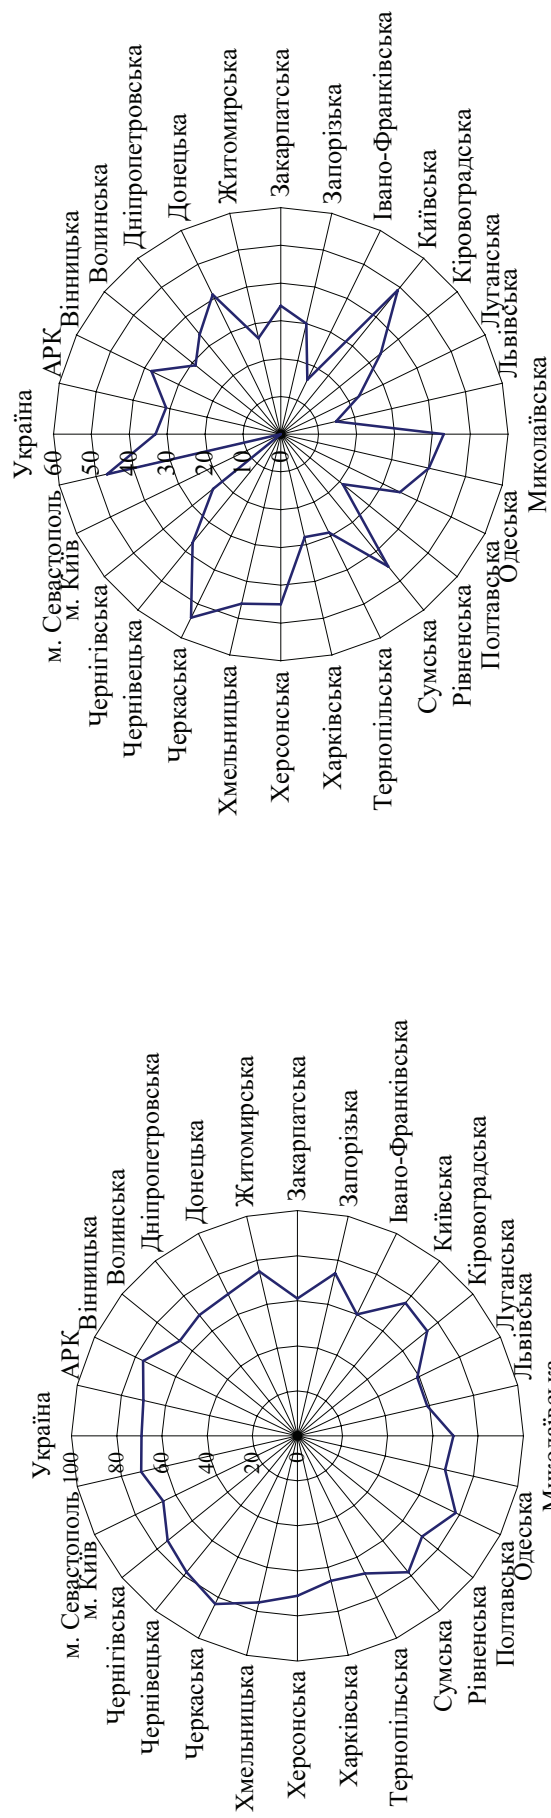 Україна
АРК
Вінницька
Волинська
Дніпропетровська
Донецька
Житомирська
Закарпатська
Запорізька
Івано-Франківська
Київська
Кіровоградська
Луганська
Львівська
Миколаївська
Одеська
Полтавська
Рівненська
Сумська
Тернопільська
Харківська
Херсонська
Хмельницька
Черкаська
Чернівецька
Чернігівська
м. Київ
м. Севастополь
60
50
40
30
20
10
0
Україна
АРК
Вінницька
Волинська
Дніпропетровська
Донецька
Житомирська
Закарпатська
Запорізька
Івано-Франківська
Київська
Кіровоградська
Луганська
Львівська
Миколаївська
Одеська
Полтавська
Рівненська
Сумська
Тернопільська
Харківська
Херсонська
Хмельницька
Черкаська
Чернівецька
Чернігівська
м. Київ
м. Севастополь
100
80
60
40
20
0